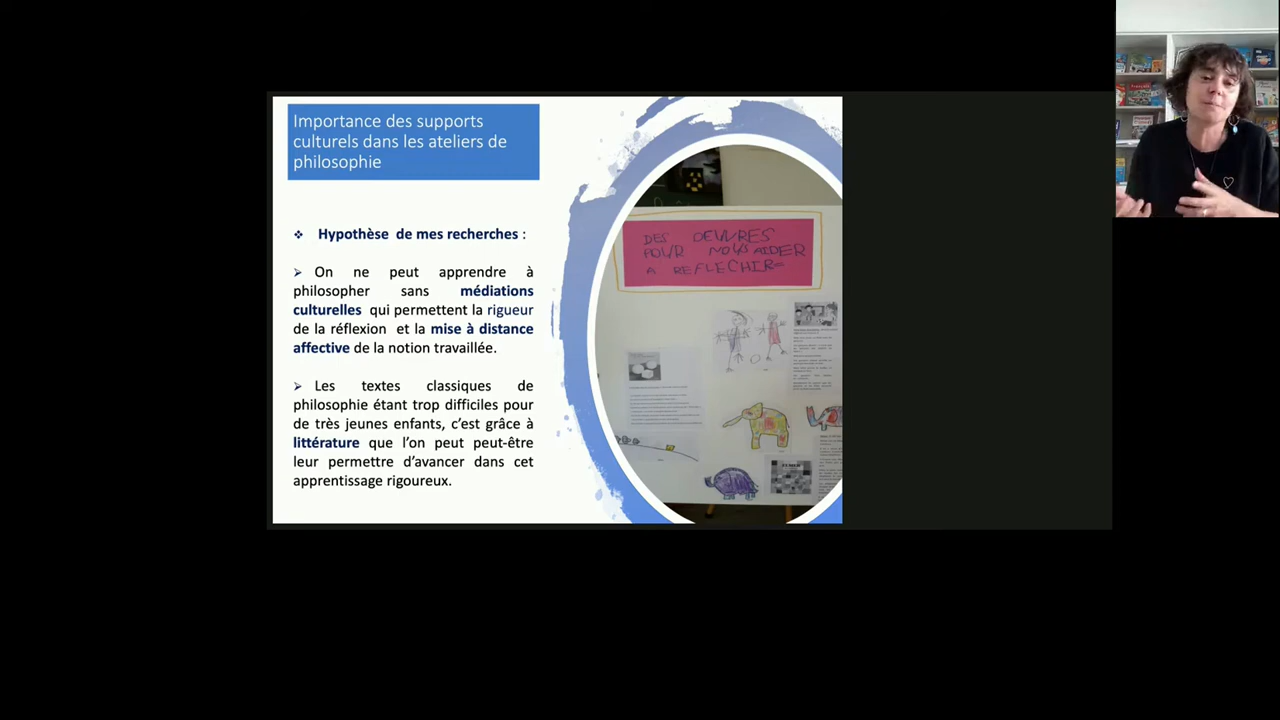 Importance des supports
culturels dans les ateliers de
philosophie
Hypothèse de mes recherches :
On ne peut apprendre à
philosopher sans médiations
culturelles qui permettent la rigueur
de la réflexion et la mise à distance
affective de la notion travaillée.
Les textes classiques de
philosophie étant trop difficiles pour
de très jeunes enfants, c’est grâce à
littérature que l’on peut peut-être
leur permettre d’avancer dans cet
apprentissage rigoureux.
DES OEUVRES
POUR NOUS AIDER
A REFLECHIR